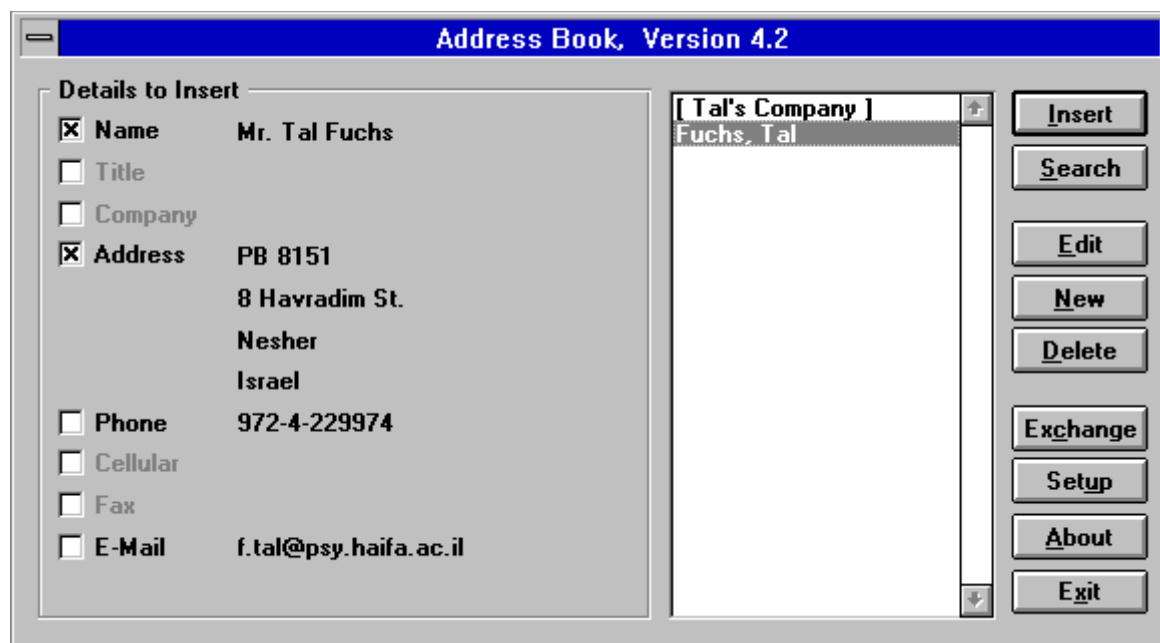 Address Book, Version 4.2
Details to Insert
Name Mr. Tal Fuchs
Title
Company
Address PB 8151
8 Havradim St.
Nesher
Israel
Phone 972-4-229974
Cellular
Fax
E-Mail f.tal@psy.haifa.ac.il
[ Tal's Company ]
Fuchs, Tal
Insert
Search
Edit
New
Delete
Exchange
Setup
About
Exit